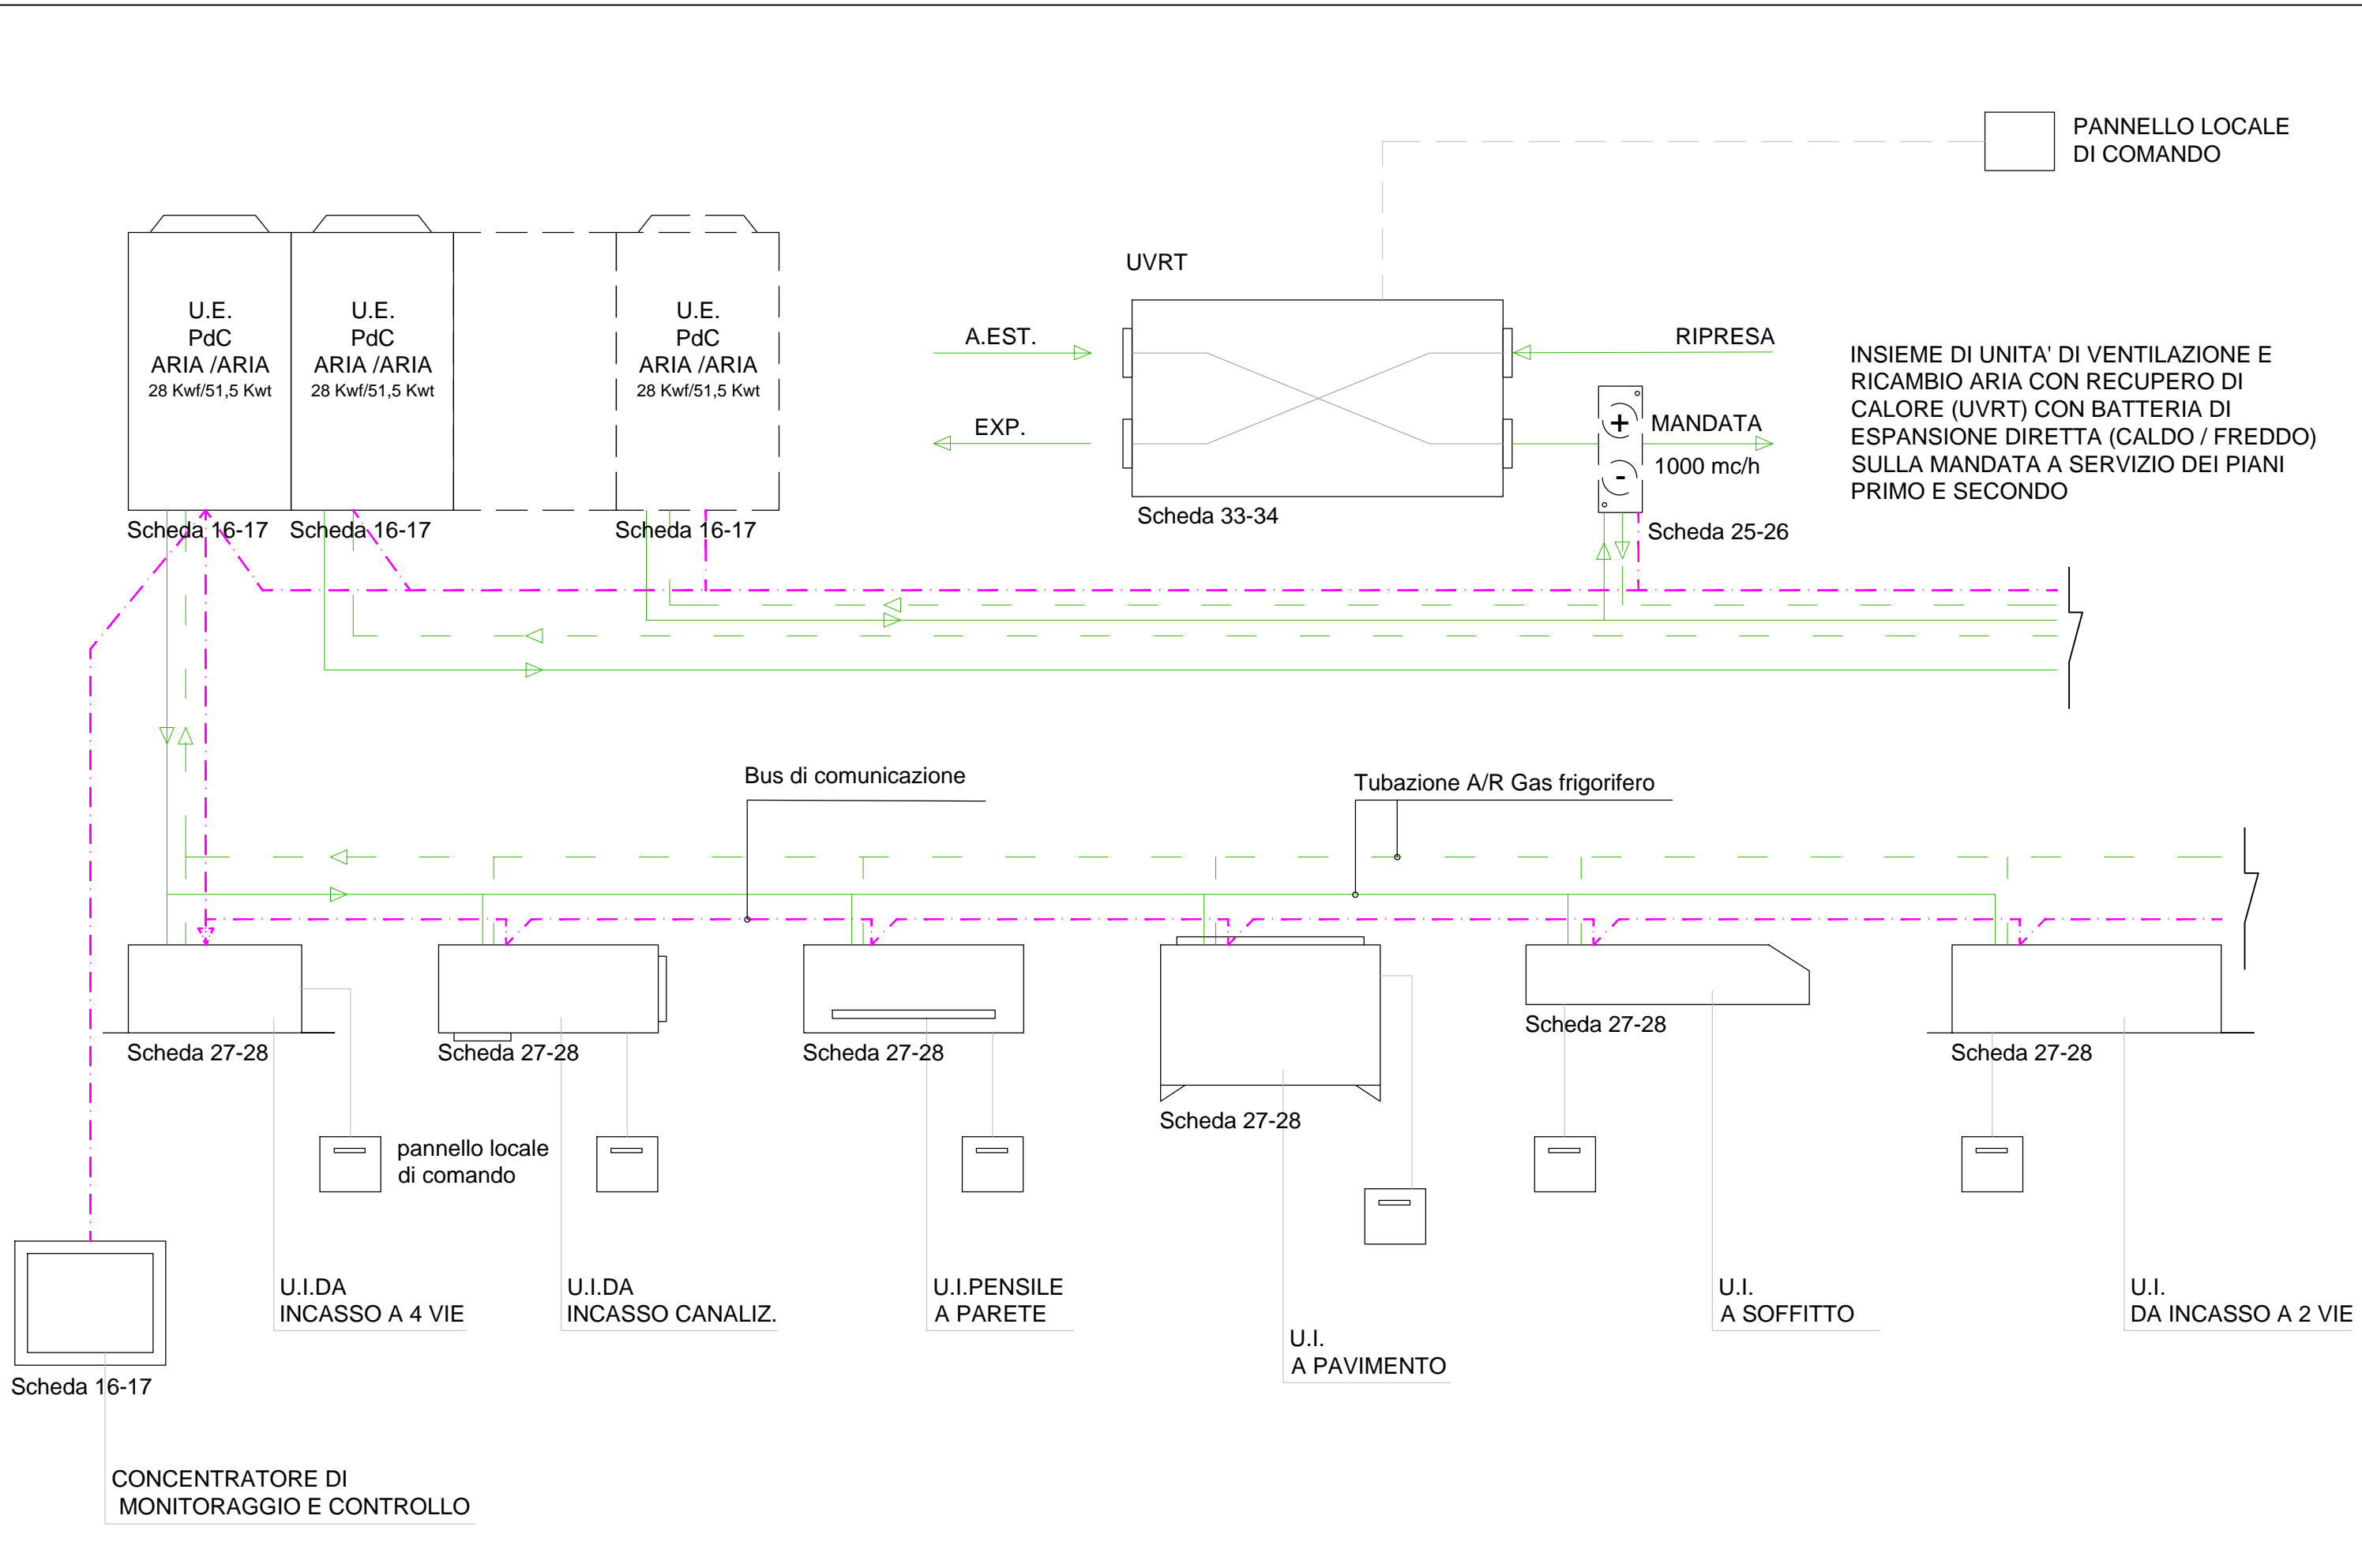 PANNELLO LOCALE
DI COMANDO
UVRT
U.E.
PdC
ARIA /ARIA
28 Kwf/51,5 Kwt
U.E.
PdC
ARIA /ARIA
28 Kwf/51,5 Kwt
U.E.
PdC
ARIA /ARIA
28 Kwf/51,5 Kwt
A.EST.
EXP.
RIPRESA
MANDATA
1000 mc/h
+
-
INSIEME DI UNITA' DI VENTILAZIONE E
RICAMBIO ARIA CON RECUPERO DI
CALORE (UVRT) CON BATTERIA DI
ESPANSIONE DIRETTA (CALDO / FREDDO)
SULLA MANDATA A SERVIZIO DEI PIANI
PRIMO E SECONDO
Scheda 16-17
Scheda 16-17
Scheda 16-17
Scheda 33-34
Scheda 25-26
Bus di comunicazione
Tubazione A/R Gas frigorifero
Scheda 27-28
Scheda 27-28
Scheda 27-28
Scheda 27-28
Scheda 27-28
Scheda 27-28
pannello locale
di comando
U.I.DA
INCASSO A 4 VIE
U.I.DA
INCASSO CANALIZ.
U.I.PENSILE
A PARETE
U.I.
A PAVIMENTO
U.I.
A SOFFITTO
U.I.
DA INCASSO A 2 VIE
Scheda 16-17
CONCENTRATORE DI
MONITORAGGIO E CONTROLLO